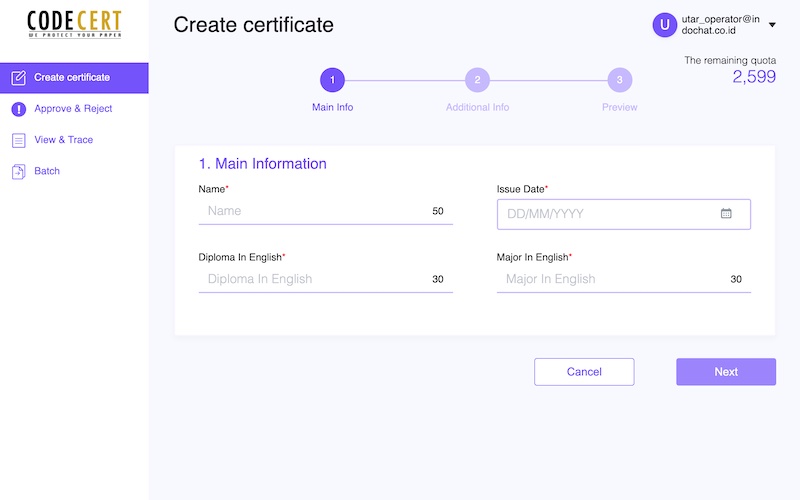 CODECERT
WE PROTECT YOUR PAPER
Create certificate
U
utar_operator@in
dochat.co.id
The remaining quota
2,599
Create certificate
Approve & Reject
View & Trace
Batch
1
2
3
Main Info
Additional Info
Preview
1. Main Information
Name*
Issue Date*
Name
50
DD/MM/YYYY
Diploma In English*
Major In English*
Diploma In English
30
Major In English
30
Cancel
Next